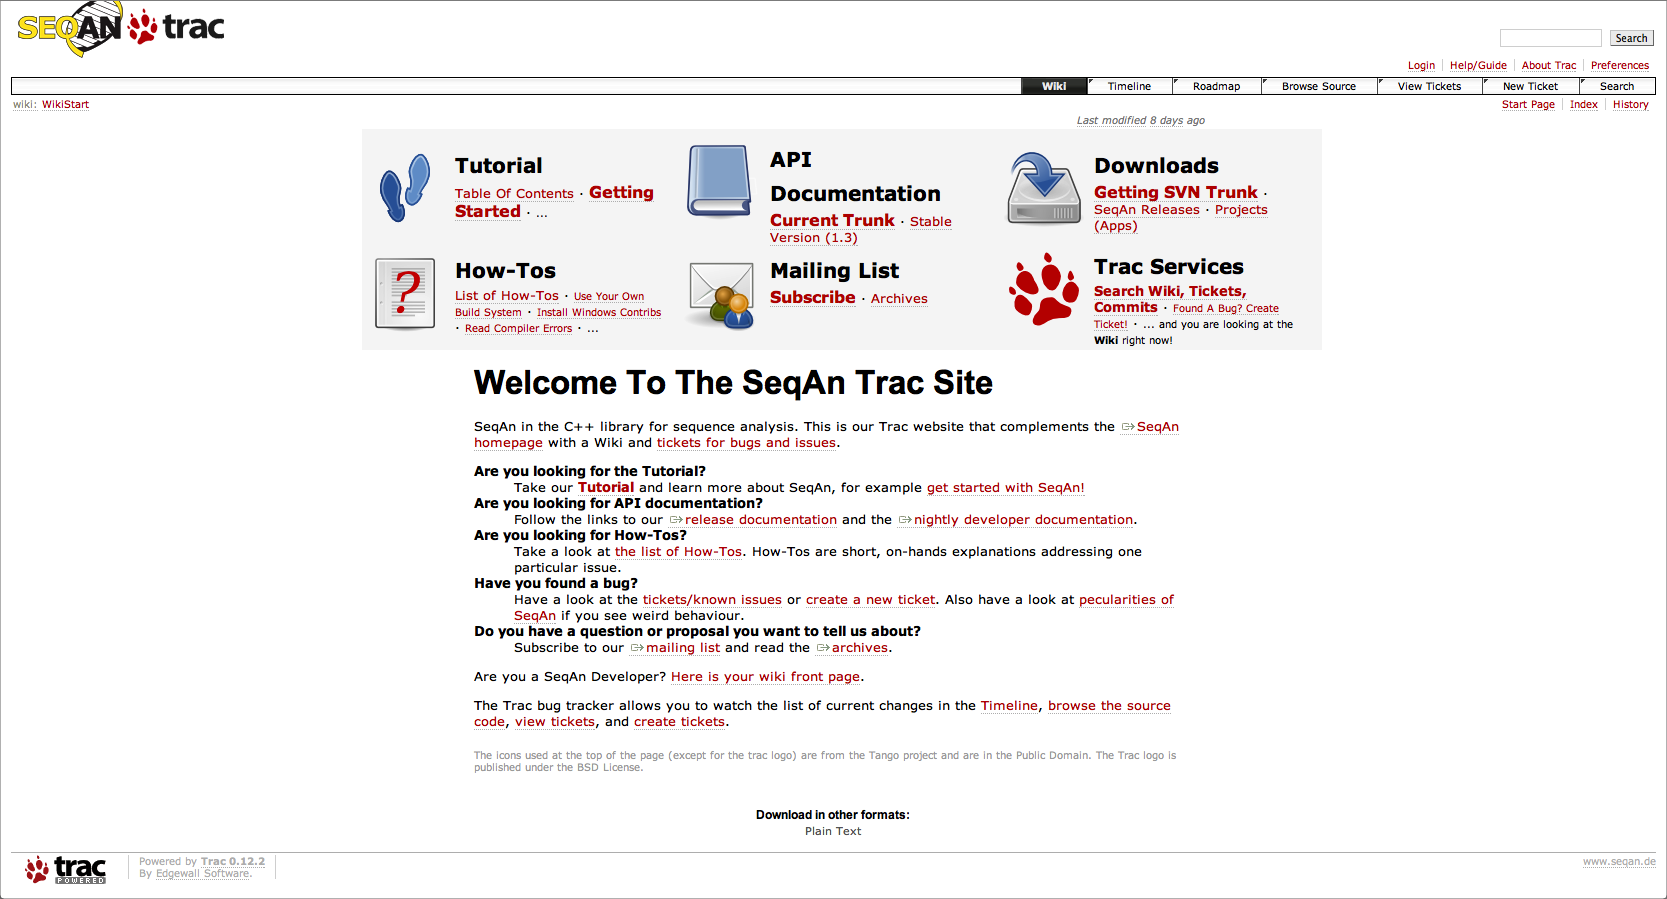 SEQAN trac
Search
Login Help/Guide About Trac Preferences
Wiki Timeline Roadmap Browse Source View Tickets New Ticket Search
wiki: WikiStart
Start Page Index History
Last modified 8 days ago
Tutorial
Table Of Contents · Getting
Started · ...
API
Documentation
Current Trunk · Stable
Version (1.3)
Downloads
Getting SVN Trunk ·
SeqAn Releases · Projects
(Apps)
?
How-Tos
List of How-Tos · Use Your Own
Build System · Install Windows Contribs
· Read Compiler Errors · ...
Mailing List
Subscribe · Archives
Trac Services
Search Wiki, Tickets,
Commits · Found A Bug? Create
Ticket! · ... and you are looking at the
Wiki right now!
Welcome To The SeqAn Trac Site
SeqAn in the C++ library for sequence analysis. This is our Trac website that complements the SeqAn
homepage with a Wiki and tickets for bugs and issues.
Are you looking for the Tutorial?
Take our Tutorial and learn more about SeqAn, for example get started with SeqAn!
Are you looking for API documentation?
Follow the links to our release documentation and the nightly developer documentation.
Are you looking for How-Tos?
Take a look at the list of How-Tos. How-Tos are short, on-hands explanations addressing one
particular issue.
Have you found a bug?
Have a look at the tickets/known issues or create a new ticket. Also have a look at pecularities of
SeqAn if you see weird behaviour.
Do you have a question or proposal you want to tell us about?
Subscribe to our mailing list and read the archives.
Are you a SeqAn Developer? Here is your wiki front page.
The Trac bug tracker allows you to watch the list of current changes in the Timeline, browse the source
code, view tickets, and create tickets.
The icons used at the top of the page (except for the trac logo) are from the Tango project and are in the Public Domain. The Trac logo is
published under the BSD License.
Download in other formats:
Plain Text
trac
POWERED
Powered by Trac 0.12.2
By Edgewall Software.
www.seqan.de